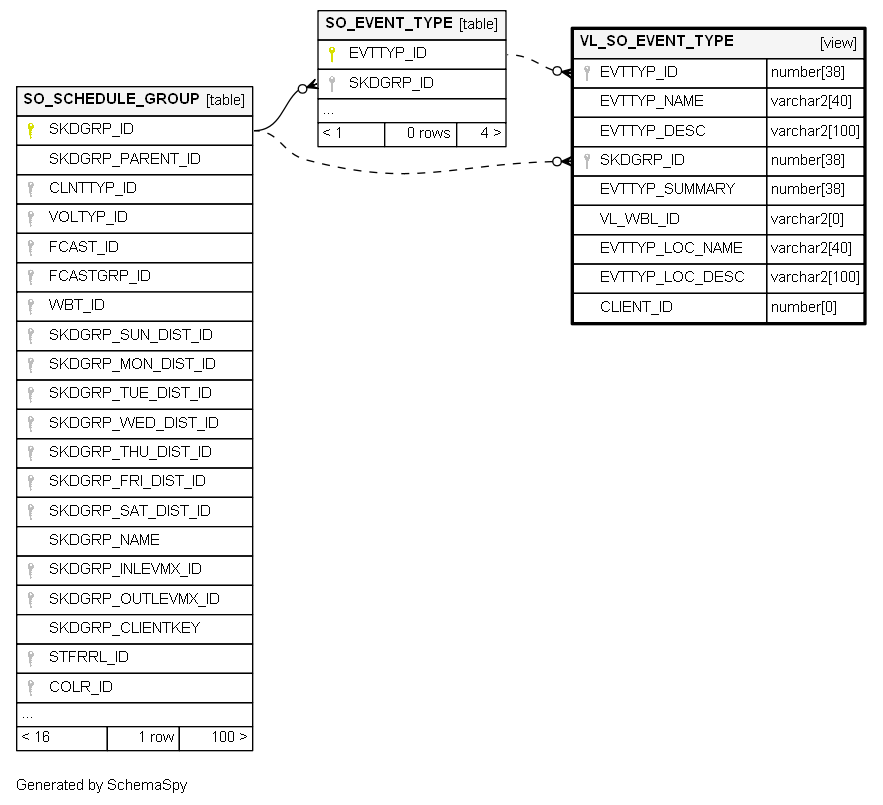 SO_EVENT_TYPE [table]
EVTTYP_ID
SKDGRP_ID
...
< 1 0 rows 4 >
VL_SO_EVENT_TYPE [view]
EVTTYP_ID number[38]
EVTTYP_NAME varchar2[40]
EVTTYP_DESC varchar2[100]
SKDGRP_ID number[38]
EVTTYP_SUMMARY number[38]
VL_WBL_ID varchar2[0]
EVTTYP_LOC_NAME varchar2[40]
EVTTYP_LOC_DESC varchar2[100]
CLIENT_ID number[0]
SO_SCHEDULE_GROUP [table]
SKDGRP_ID
SKDGRP_PARENT_ID
CLNTTYP_ID
VOLTYP_ID
FCAST_ID
FCASTGRP_ID
WBT_ID
SKDGRP_SUN_DIST_ID
SKDGRP_MON_DIST_ID
SKDGRP_TUE_DIST_ID
SKDGRP_WED_DIST_ID
SKDGRP_THU_DIST_ID
SKDGRP_FRI_DIST_ID
SKDGRP_SAT_DIST_ID
SKDGRP_NAME
SKDGRP_INLEVMX_ID
SKDGRP_OUTLEVMX_ID
SKDGRP_CLIENTKEY
STFRRL_ID
COLR_ID
...
< 16 1 row 100 >
Generated by SchemaSpy